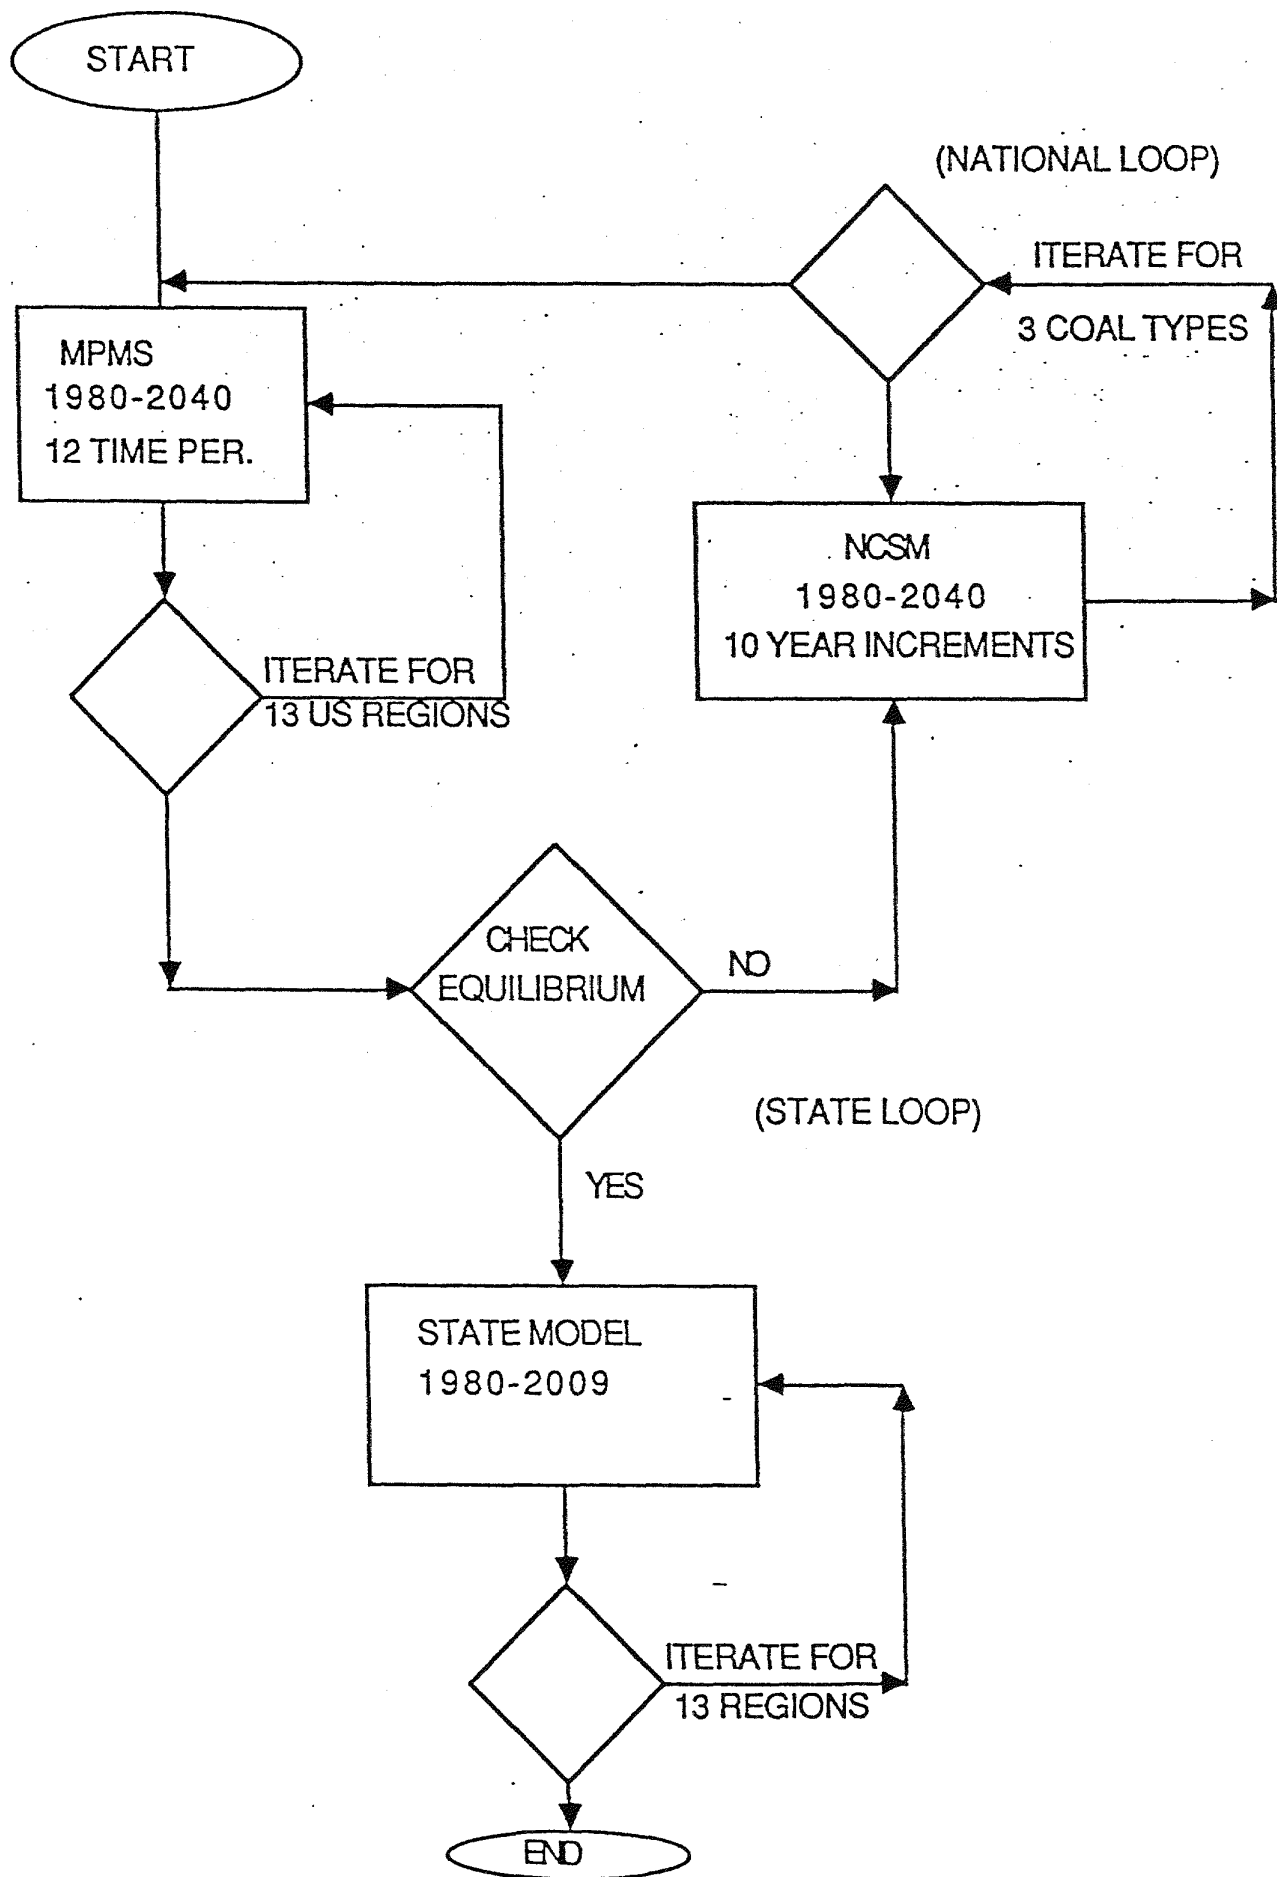 START
(NATIONAL LOOP)
ITERATE FOR
3 COAL TYPES
MPMS
1980-2040
12 TIME PER.
NCSM
1980-2040
10 YEAR INCREMENTS
ITERATE FOR
13 US REGIONS
CHECK
EQUILIBRIUM
NO
(STATE LOOP)
YES
STATE MODEL
1980-2009
ITERATE FOR
13 REGIONS
END